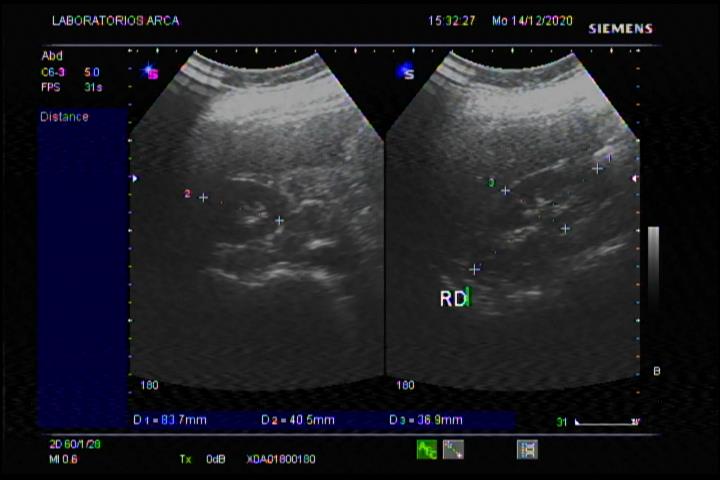 LABORATORIOS ARCA 15:32:27 Mo 14/12/2020 SIEMENS
Abd
C6-3 5.0
FPS 31s
Distance
S S
2 3 1
RD
180 180
B
D1 = 83.7mm D2 = 40.5mm D3 = 36.9mm 31
2D 60/1/28
MI 0.6 Tx 0dB XDA01800180